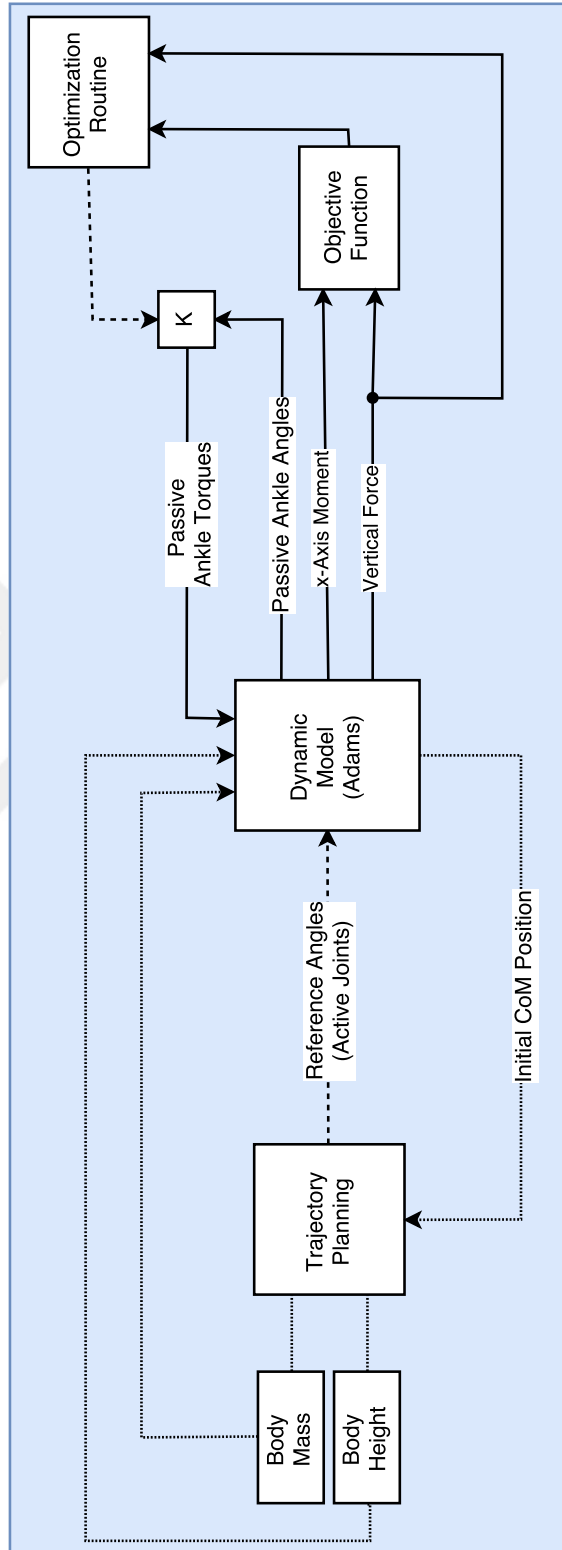 Body
Mass
Body
Height
Trajectory
Planning
Reference Angles
(Active Joints)
Initial CoM Position
Dynamic
Model
(Adams)
Passive
Ankle Torques
Passive Ankle Angles
x-Axis Moment
Vertical Force
K
Objective
Function
Optimization
Routine